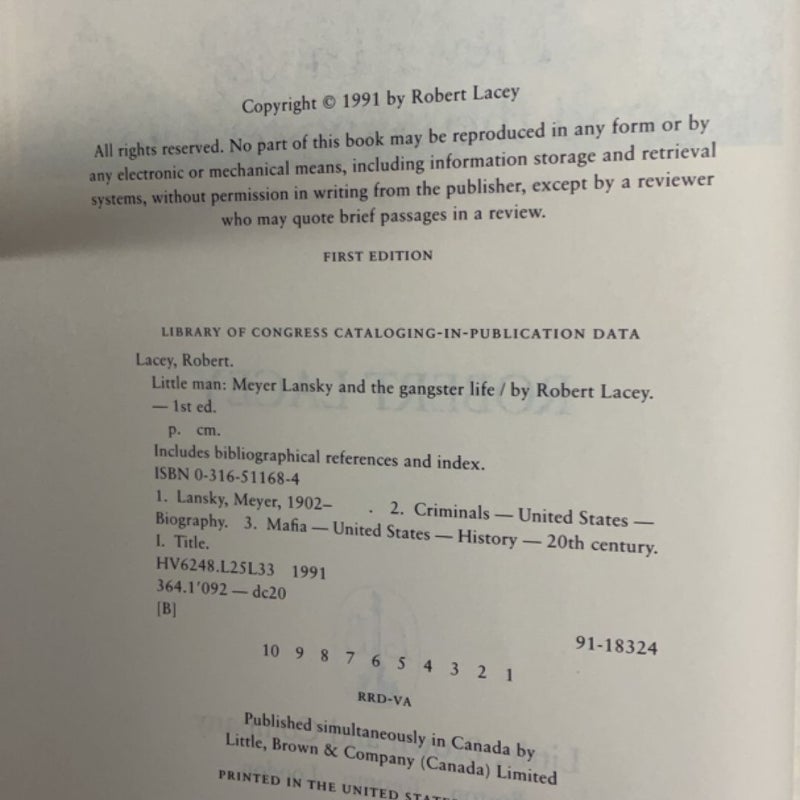 Copyright © 1991 by Robert Lacey
All rights reserved. No part of this book may be reproduced in any form or by
any electronic or mechanical means, including information storage and retrieval
systems, without permission in writing from the publisher, except by a reviewer
who may quote brief passages in a review.
FIRST EDITION
LIBRARY OF CONGRESS CATALOGING-IN-PUBLICATION DATA
Lacey, Robert.
Little man: Meyer Lansky and the gangster life / by Robert Lacey.
— 1st ed.
p. cm.
Includes bibliographical references and index.
ISBN 0-316-51168-4
1. Lansky, Meyer, 1902– . 2. Criminals — United States —
Biography. 3. Mafia — United States — History — 20th century.
I. Title.
HV6248.L25L33 1991
364.1'092 — dc20
[B]
91-18324
10 9 8 7 6 5 4 3 2 1
RRD-VA
Published simultaneously in Canada by
Little, Brown & Company (Canada) Limited
PRINTED IN THE UNITED